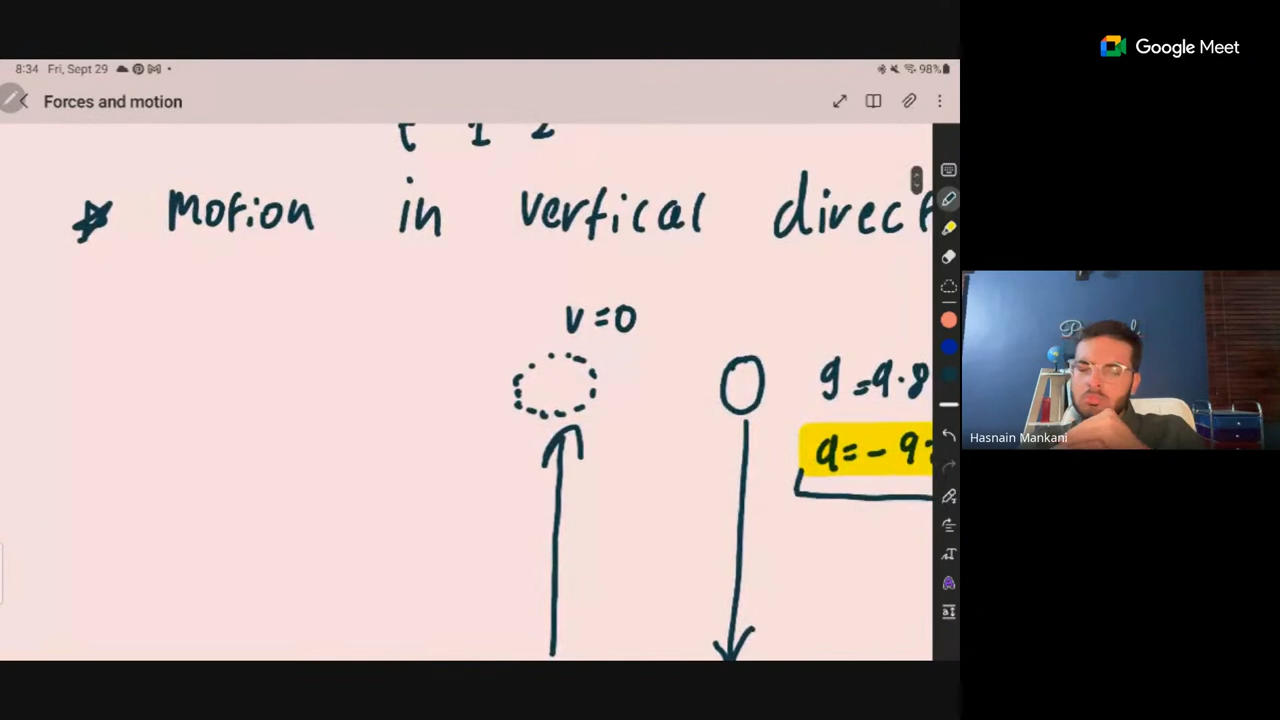 Google Meet
8:34 Fri, Sept 29
98%
Forces and motion
Motion in vertical direct
v=0
g=9.8
a=-9
Hasnain Mankani